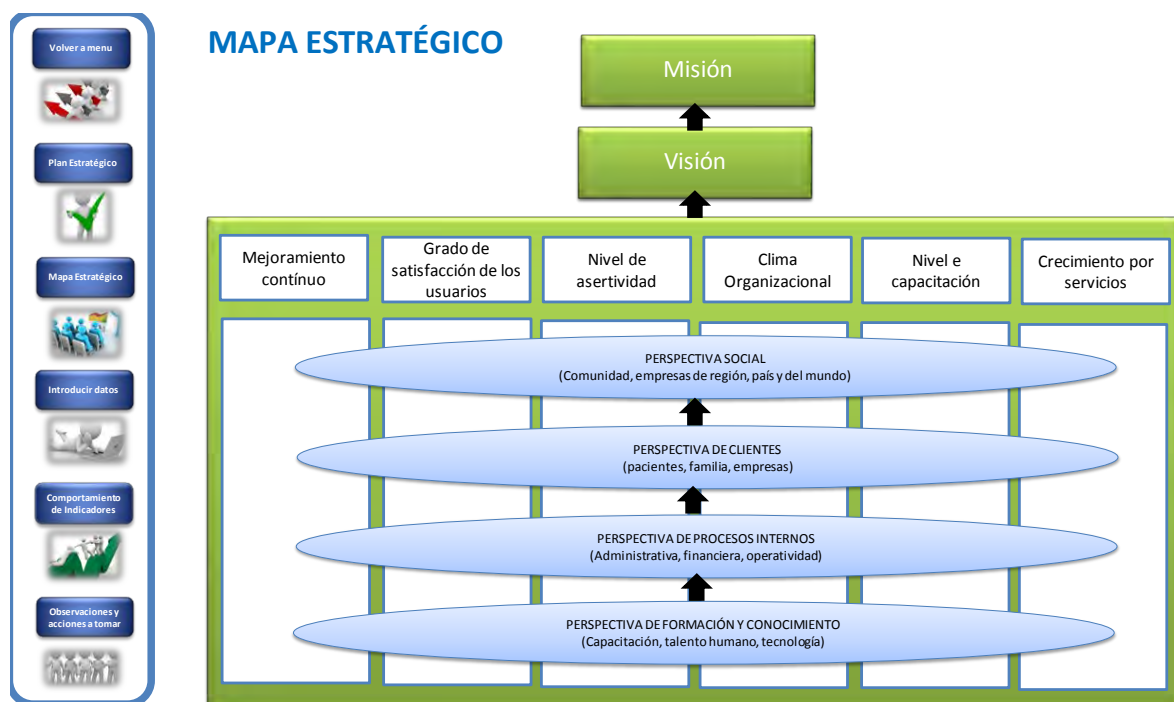 Volver a menu
Plan Estratégico
Mapa Estratégico
Introducir datos
Comportamiento
de Indicadores
Observaciones y
acciones a tomar
MAPA ESTRATÉGICO
Misión
Visión
Mejoramiento
contínuo
Grado de
satisfacción de los
usuarios
Nivel de
asertividad
Clima
Organizacional
Nivel e
capacitación
Crecimiento por
servicios
PERSPECTIVA SOCIAL
(Comunidad, empresas de región, país y del mundo)
PERSPECTIVA DE CLIENTES
(pacientes, familia, empresas)
PERSPECTIVA DE PROCESOS INTERNOS
(Administrativa, financiera, operatividad)
PERSPECTIVA DE FORMACIÓN Y CONOCIMIENTO
(Capacitación, talento humano, tecnología)